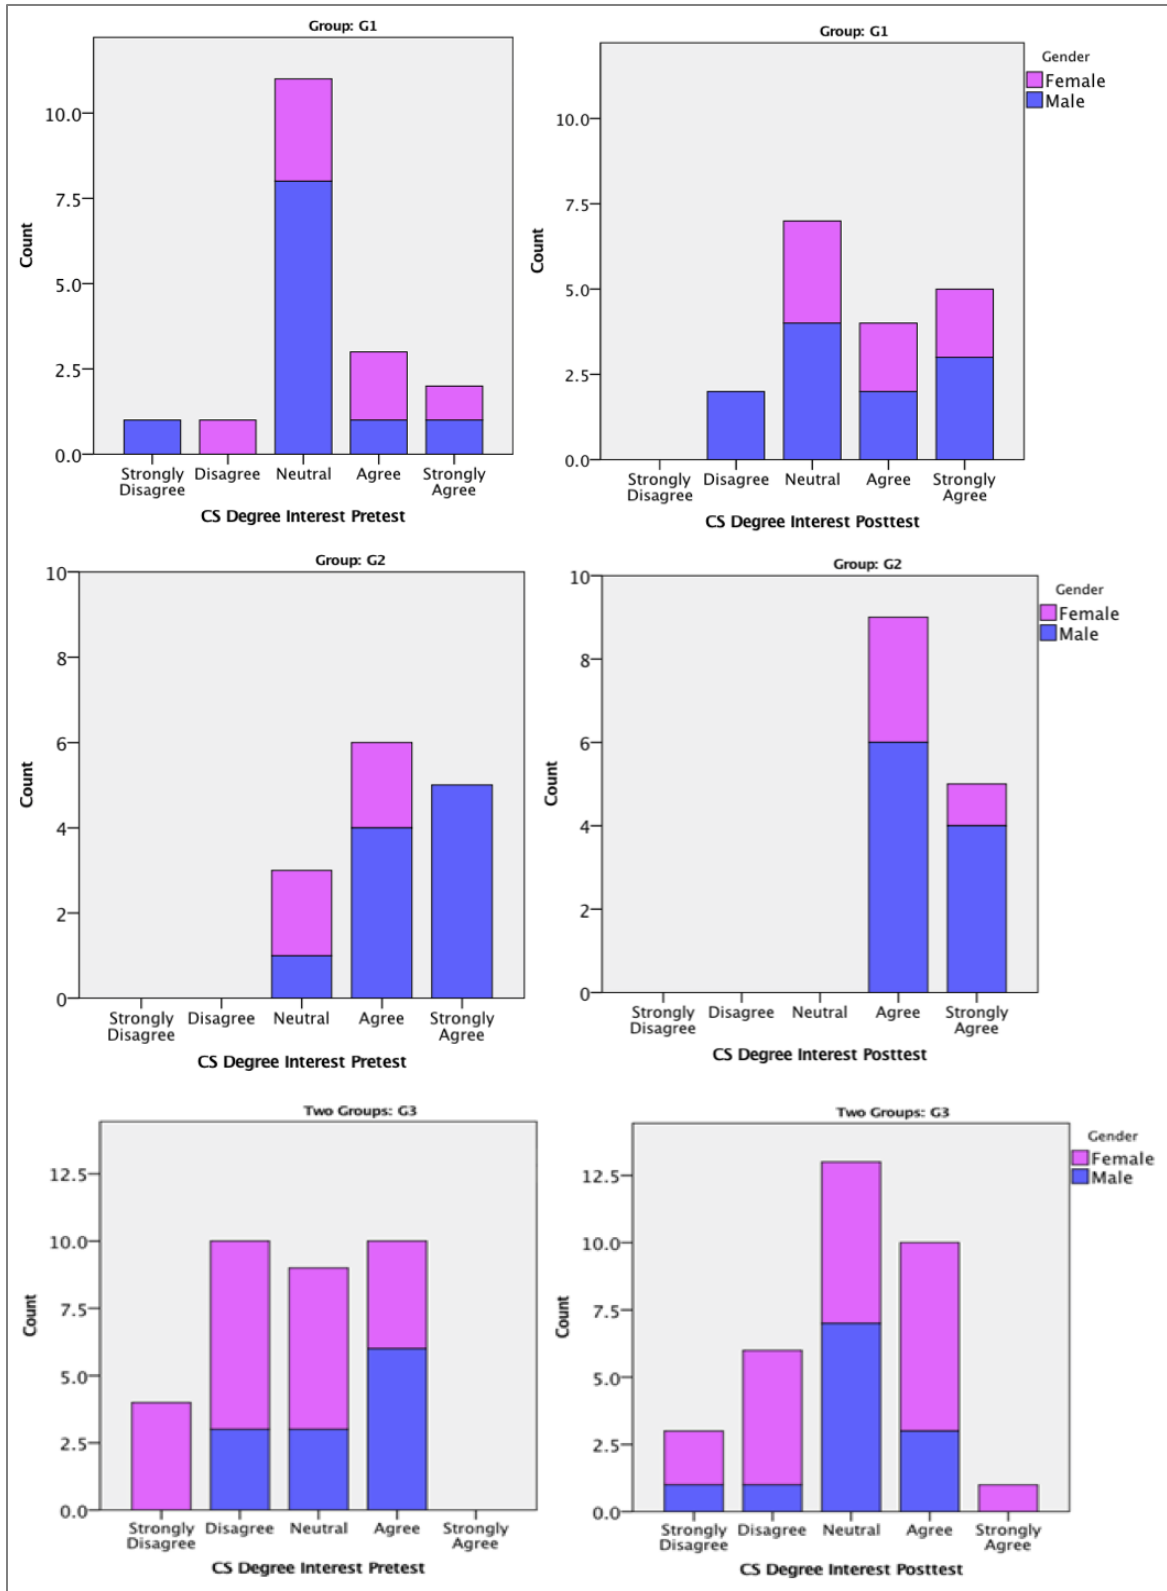 Group: G1
10.0
7.5
5.0
2.5
0.0
Count
Strongly Disagree
Disagree
Neutral
Agree
Strongly Agree
CS Degree Interest Pretest
Group: G1
10.0
7.5
5.0
2.5
0.0
Count
Strongly Disagree
Disagree
Neutral
Agree
Strongly Agree
CS Degree Interest Posttest
Gender
Female
Male
Group: G2
10
8
6
4
2
0
Count
Strongly Disagree
Disagree
Neutral
Agree
Strongly Agree
CS Degree Interest Pretest
Group: G2
10
8
6
4
2
0
Count
Strongly Disagree
Disagree
Neutral
Agree
Strongly Agree
CS Degree Interest Posttest
Gender
Female
Male
Two Groups: G3
12.5
10.0
7.5
5.0
2.5
0.0
Count
Strongly Disagree
Disagree
Neutral
Agree
Strongly Agree
CS Degree Interest Pretest
Two Groups: G3
12.5
10.0
7.5
5.0
2.5
0.0
Count
Strongly Disagree
Disagree
Neutral
Agree
Strongly Agree
CS Degree Interest Posttest
Gender
Female
Male